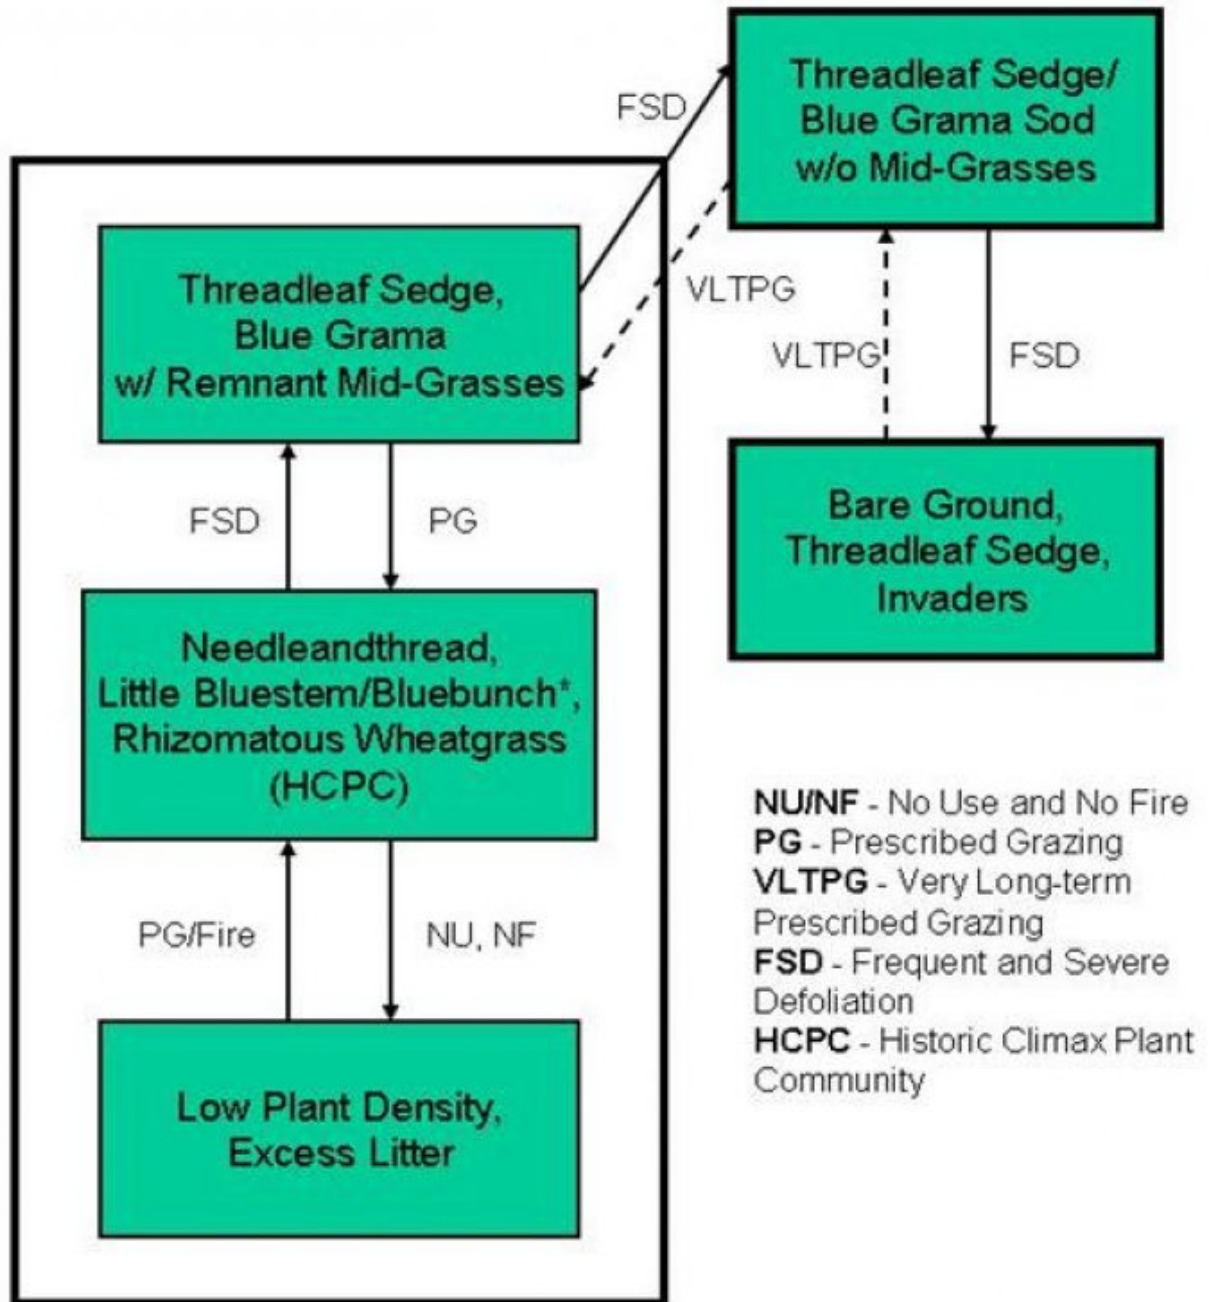 Threadleaf Sedge/
Blue Grama Sod
w/o Mid-Grasses
FSD
VLTPG
Threadleaf Sedge,
Blue Grama
w/ Remnant Mid-Grasses
VLTPG
FSD
FSD
PG
Bare Ground,
Threadleaf Sedge,
Invaders
Needleandthread,
Little Bluestem/Bluebunch*,
Rhizomatous Wheatgrass
(HCPC)
PG/Fire
NU, NF
Low Plant Density,
Excess Litter
NU/NF - No Use and No Fire
PG - Prescribed Grazing
VLTPG - Very Long-term
Prescribed Grazing
FSD - Frequent and Severe
Defoliation
HCPC - Historic Climax Plant
Community